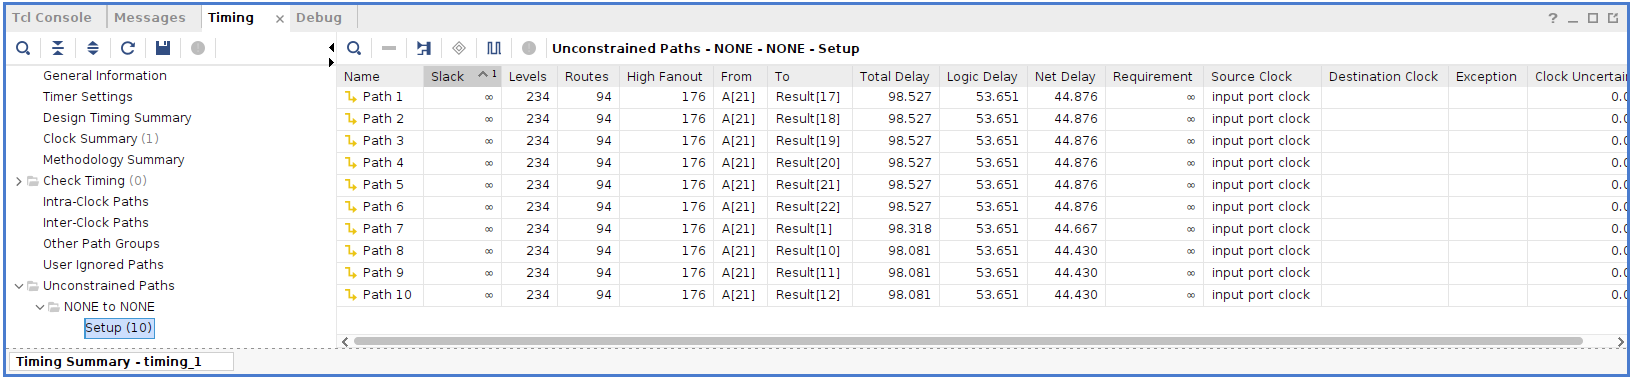 Tcl Console Messages Timing × Debug ? _
Unconstrained Paths - NONE - NONE - Setup
General Information
Timer Settings
Design Timing Summary
Clock Summary (1)
Methodology Summary
Check Timing (0)
Intra-Clock Paths
Inter-Clock Paths
Other Path Groups
User Ignored Paths
Unconstrained Paths
NONE to NONE
Setup (10)
Name Slack ^ 1 Levels Routes High Fanout From To Total Delay Logic Delay Net Delay Requirement Source Clock Destination Clock Exception Clock Uncertain
Path 1 ∞ 234 94 176 A[21] Result[17] 98.527 53.651 44.876 ∞ input port clock 0.0
Path 2 ∞ 234 94 176 A[21] Result[18] 98.527 53.651 44.876 ∞ input port clock 0.0
Path 3 ∞ 234 94 176 A[21] Result[19] 98.527 53.651 44.876 ∞ input port clock 0.0
Path 4 ∞ 234 94 176 A[21] Result[20] 98.527 53.651 44.876 ∞ input port clock 0.0
Path 5 ∞ 234 94 176 A[21] Result[21] 98.527 53.651 44.876 ∞ input port clock 0.0
Path 6 ∞ 234 94 176 A[21] Result[22] 98.527 53.651 44.876 ∞ input port clock 0.0
Path 7 ∞ 234 94 176 A[21] Result[1] 98.318 53.651 44.667 ∞ input port clock 0.0
Path 8 ∞ 234 94 176 A[21] Result[10] 98.081 53.651 44.430 ∞ input port clock 0.0
Path 9 ∞ 234 94 176 A[21] Result[11] 98.081 53.651 44.430 ∞ input port clock 0.0
Path 10 ∞ 234 94 176 A[21] Result[12] 98.081 53.651 44.430 ∞ input port clock 0.0
Timing Summary - timing_1